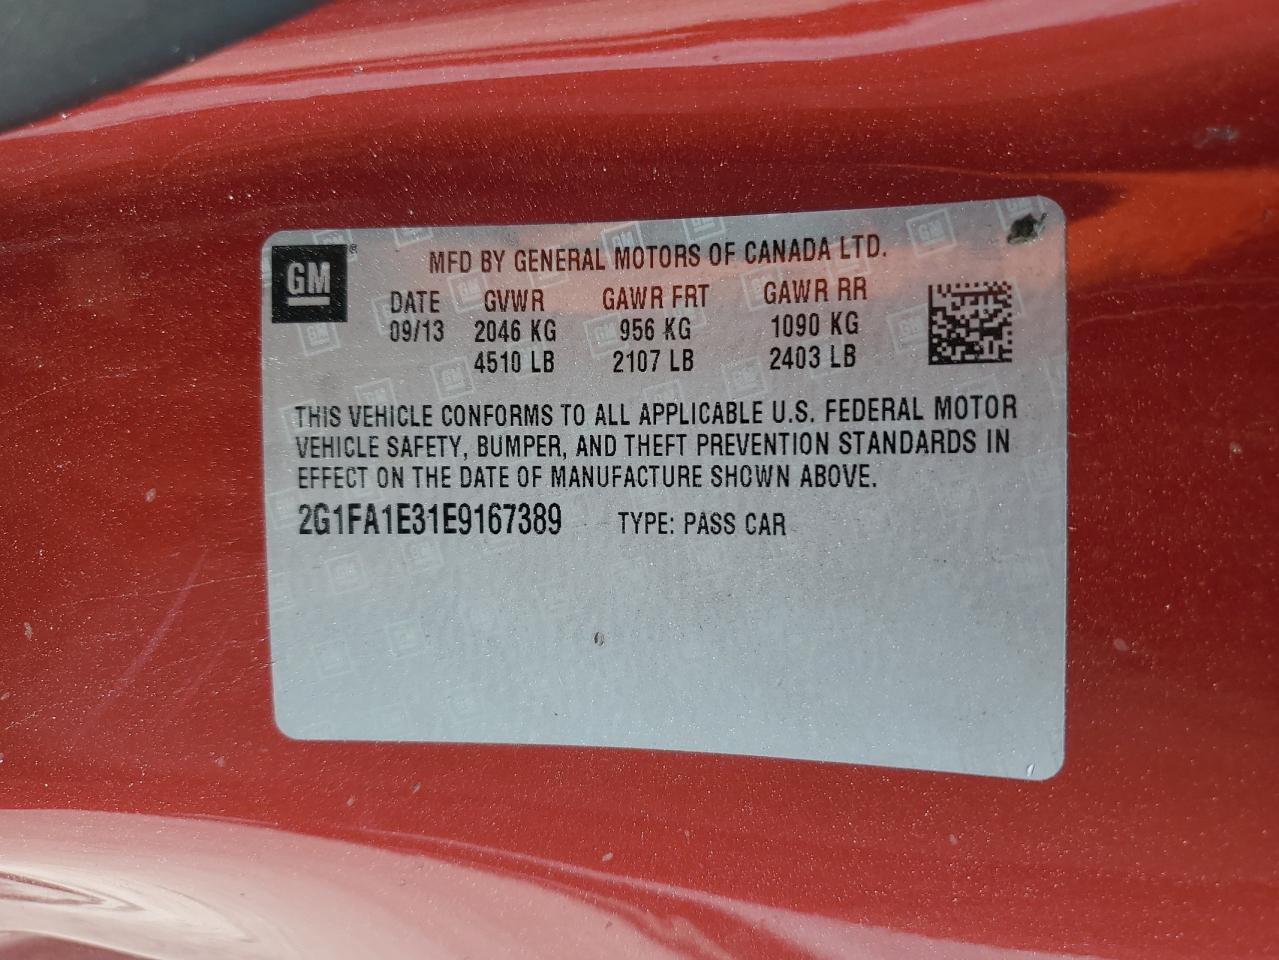 GM
MFD BY GENERAL MOTORS OF CANADA LTD.
DATE GVWR GAWR FRT GAWR RR
09/13 2046 KG 956 KG 1090 KG
4510 LB 2107 LB 2403 LB
THIS VEHICLE CONFORMS TO ALL APPLICABLE U.S. FEDERAL MOTOR
VEHICLE SAFETY, BUMPER, AND THEFT PREVENTION STANDARDS IN
EFFECT ON THE DATE OF MANUFACTURE SHOWN ABOVE.
2G1FA1E31E9167389 TYPE: PASS CAR